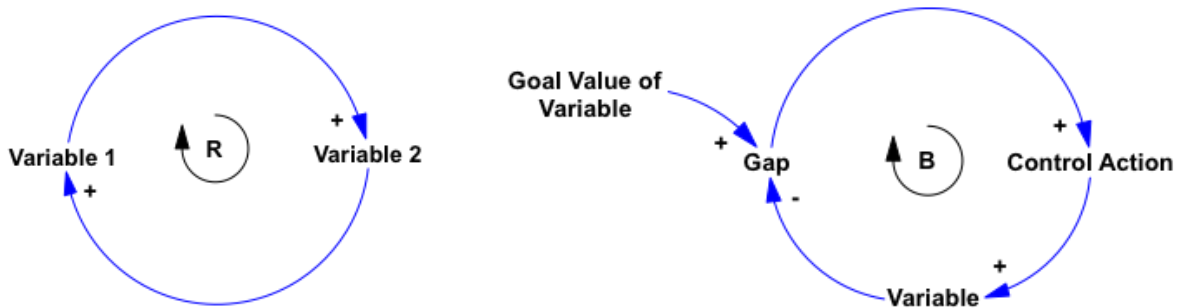 +
R
Variable 1
Variable 2
+
Goal Value of
Variable
+
Gap
-
B
+
Control Action
+
Variable